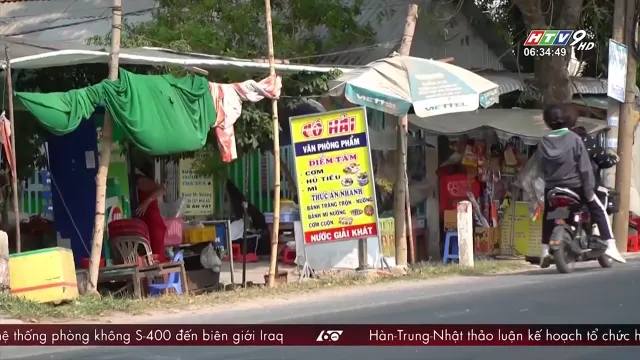 HTV9 HD
06:34:49
VIETTEL
CÔ HẢI
VĂN PHÒNG PHẨM
ĐIỂM TÂM
CƠM
HỦ TIẾU
MÌ
THỨC ĂN NHANH
BÁNH TRÁNG TRỘN - NƯỚNG
BÁNH MÌ NƯỚNG
CƠM CUỘN
NƯỚC GIẢI KHÁT
hệ thống phòng không S-400 đến biên giới Iraq
60
Hàn-Trung-Nhật thảo luận kế hoạch tổ chức h